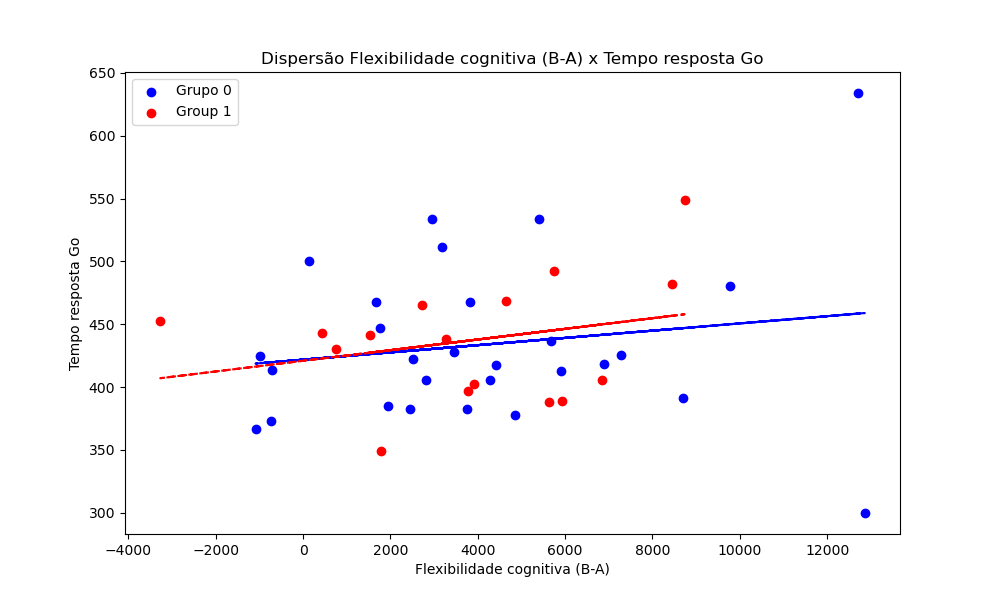 Dispersão Flexibilidade cognitiva (B-A) x Tempo resposta Go
Grupo 0
Group 1
Tempo resposta Go
650
600
550
500
450
400
350
300
−4000 −2000 0 2000 4000 6000 8000 10000 12000
Flexibilidade cognitiva (B-A)